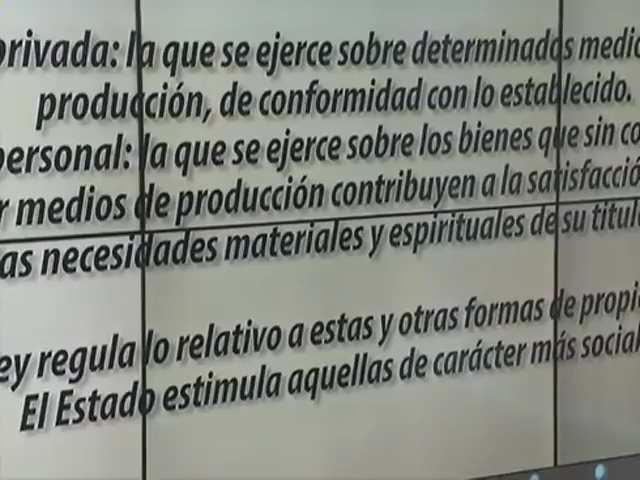 privada: la que se ejerce sobre determinados medio
producción, de conformidad con lo establecido.
personal: la que se ejerce sobre los bienes que sin co
r medios de producción contribuyen a la satisfacció
as necesidades materiales y espirituales de su titul
ey regula lo relativo a estas y otras formas de propi
El Estado estimula aquellas de carácter más social